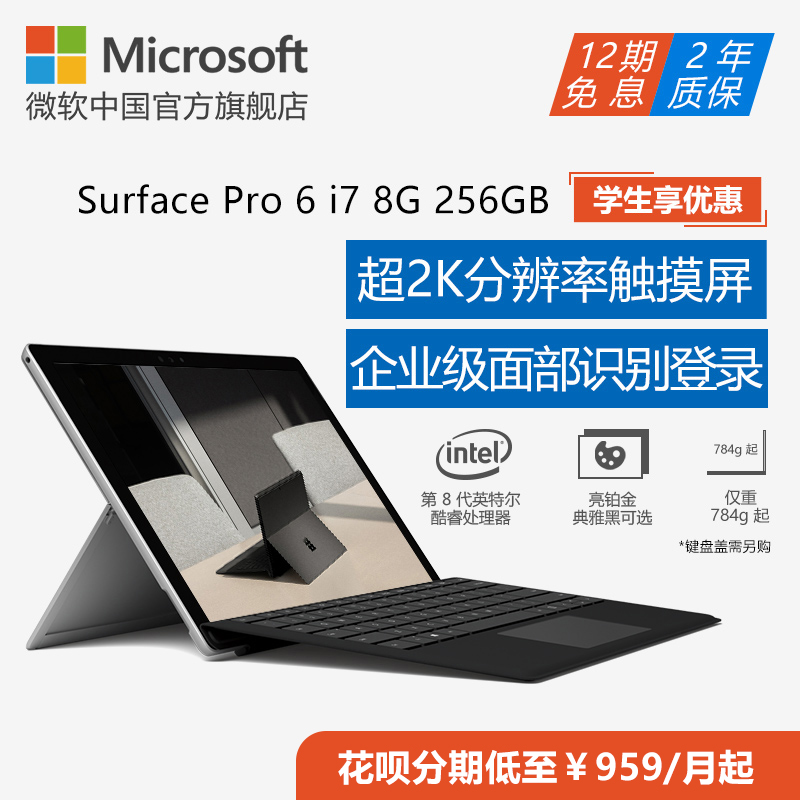 Microsoft
微软中国官方旗舰店
12期
免息
2年
质保
Surface Pro 6 i7 8G 256GB
学生享优惠
超2K分辨率触摸屏
企业级面部识别登录
intel
第 8 代英特尔
酷睿处理器
亮铂金
典雅黑可选
784g 起
仅重
784g 起
*键盘盖需另购
花呗分期低至￥959/月起